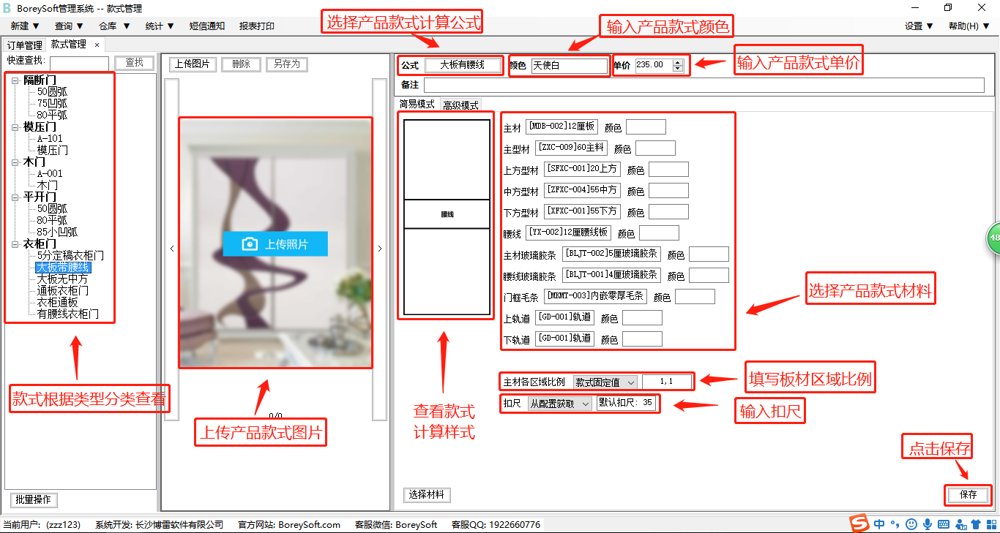 BoreySoft管理系统 -- 款式管理
新建 ▼ 查询 ▼ 仓库 ▼ 统计 ▼ 短信通知 报表打印 设置 ▼ 帮助(H) ▼
选择产品款式计算公式
输入产品款式颜色
输入产品款式单价
订单管理 款式管理 ×
快速查找: 查找
上传图片 删除 另存为
公式 大板有腰线 颜色 天使白 单价 235.00
备注
简易模式 高级模式
隔断门
50圆弧
75凹弧
80平弧
模压门
A-101
模压门
木门
A-001
木门
平开门
50圆弧
80平弧
85小凹弧
衣柜门
5分定稿衣柜门
大板带腰线
大板无中方
通板衣柜门
衣柜通板
有腰线衣柜门
款式根据类型分类查看
批量操作
< >
上传照片
0/0
上传产品款式图片
腰线
查看款式
计算样式
主材 [MDB-002]12厘板 颜色
主型材 [ZXC-009]60主料 颜色
上方型材 [SFXC-001]20上方 颜色
中方型材 [ZFXC-004]55中方 颜色
下方型材 [XFXC-001]55下方 颜色
腰线 [YX-002]12厘腰线板 颜色
主材玻璃胶条 [BLJT-002]5厘玻璃胶条 颜色
腰线玻璃胶条 [BLJT-001]4厘玻璃胶条 颜色
门框毛条 [MKMT-003]内嵌零厚毛条 颜色
上轨道 [GD-001]轨道 颜色
下轨道 [GD-001]轨道 颜色
选择产品款式材料
主材各区域比例 款式固定值 1,1
填写板材区域比例
扣尺 从配置获取 默认扣尺: 35
输入扣尺
点击保存
选择材料 保存
当前用户: (zzz123) 系统开发: 长沙博雷软件有限公司 官方网站: BoreySoft.com 客服微信: BoreySoft 客服QQ: 1922660776
S 中
48